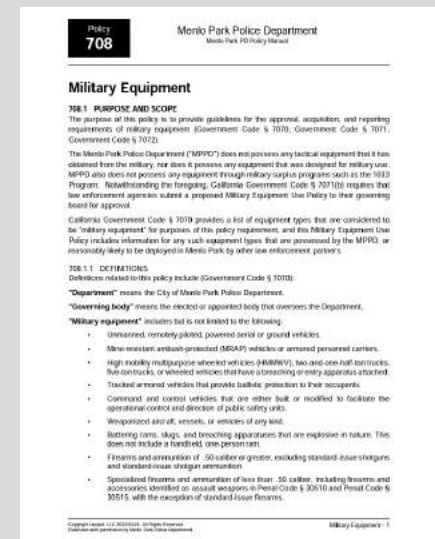 Policy
708
Menlo Park Police Department
Menlo Park PD Policy Manual
Military Equipment
708.1 PURPOSE AND SCOPE
The purpose of this policy is to provide guidelines for the approval, acquisition, and reporting
requirements of military equipment (Government Code § 7070; Government Code § 7071;
Government Code § 7072).
The Menlo Park Police Department ("MPPD") does not possess any tactical equipment that it has
obtained from the military, nor does it possess any equipment that was designed for military use.
MPPD also does not possess any equipment through military surplus programs such as the 1033
Program. Notwithstanding the foregoing, California Government Code § 7071(b) requires that
law enforcement agencies submit a proposed Military Equipment Use Policy to their governing
board for approval.
California Government Code § 7070 provides a list of equipment types that are considered to
be "military equipment" for purposes of this policy requirement, and this Military Equipment Use
Policy includes information for any such equipment types that are possessed by the MPPD, or
reasonably likely to be deployed in Menlo Park by other law enforcement partners.
708.1.1 DEFINITIONS
Definitions related to this policy include (Government Code § 7070):
"Department" means the City of Menlo Park Police Department.
"Governing body" means the elected or appointed body that oversees the Department.
"Military equipment" includes but is not limited to the following:
• Unmanned, remotely piloted, powered aerial or ground vehicles.
• Mine-resistant ambush-protected (MRAP) vehicles or armored personnel carriers.
• High mobility multipurpose wheeled vehicles (HMMWV), two-and-one-half-ton trucks,
five-ton trucks, or wheeled vehicles that have a breaching or entry apparatus attached.
• Tracked armored vehicles that provide ballistic protection to their occupants.
• Command and control vehicles that are either built or modified to facilitate the
operational control and direction of public safety units.
• Weaponized aircraft, vessels, or vehicles of any kind.
• Battering rams, slugs, and breaching apparatuses that are explosive in nature. This
does not include a handheld, one-person ram.
• Firearms and ammunition of .50 caliber or greater, excluding standard-issue shotguns
and standard-issue shotgun ammunition.
• Specialized firearms and ammunition of less than .50 caliber, including firearms and
accessories identified as assault weapons in Penal Code § 30510 and Penal Code §
30515, with the exception of standard-issue firearms.
Copyright Lexipol, LLC All Rights Reserved.
Published with permission by Menlo Park Police Department
Military Equipment - 1